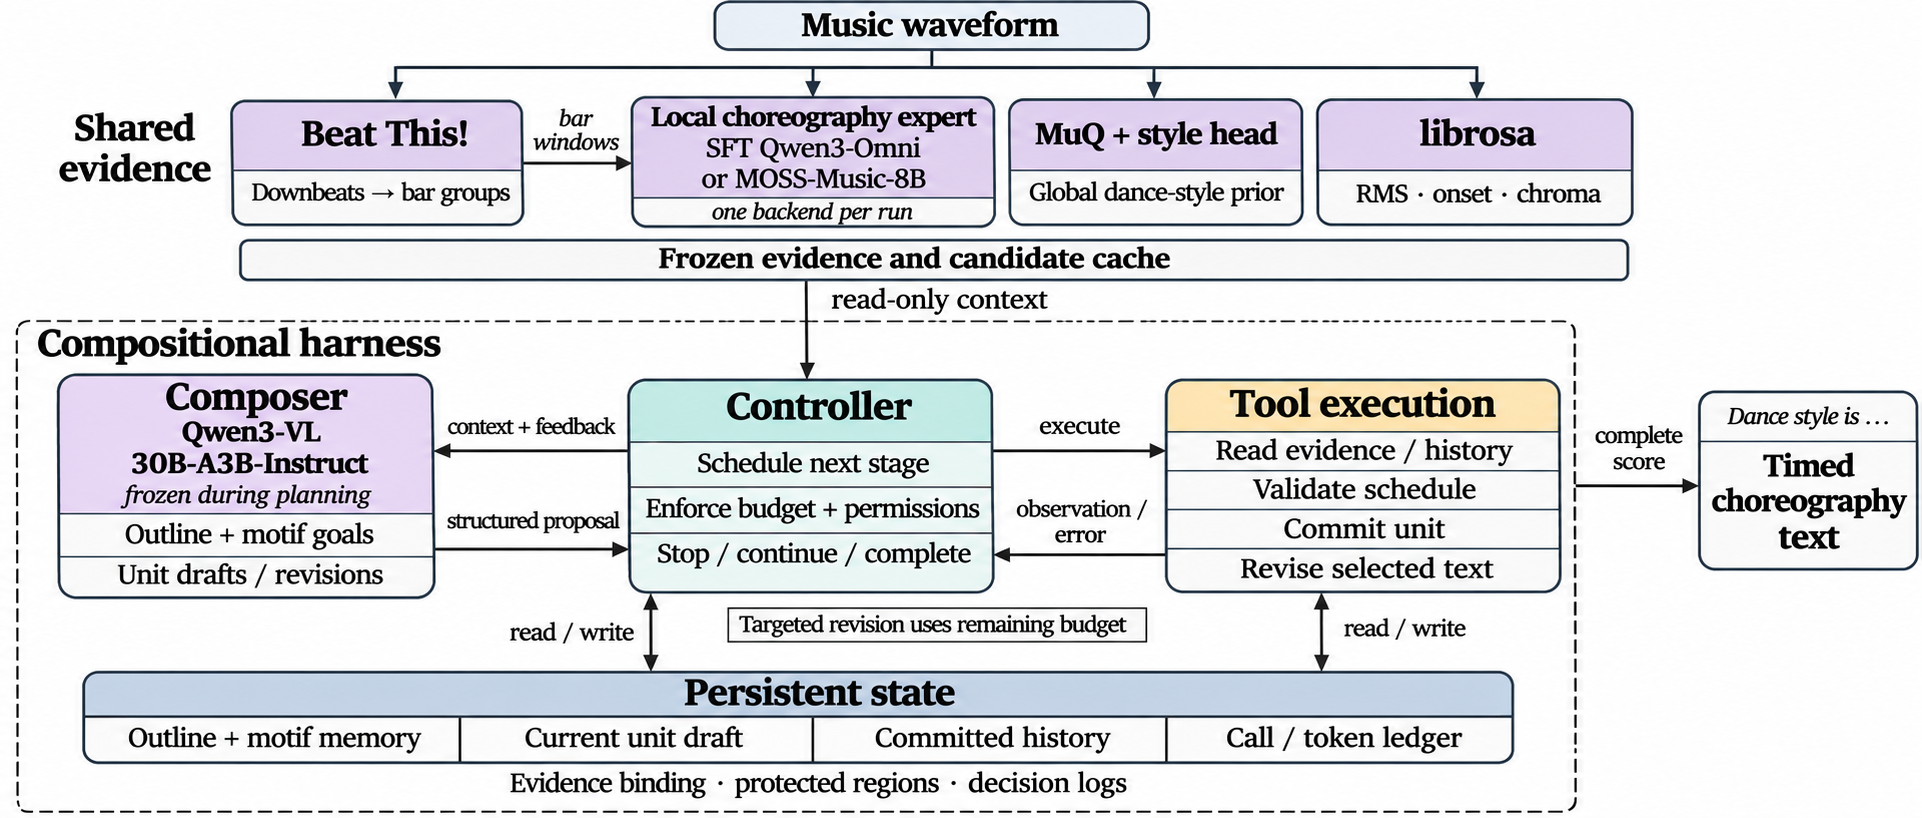 Music waveform
Shared
evidence
Beat This!
Downbeats → bar groups
bar
windows
Local choreography expert
SFT Qwen3-Omni
or MOSS-Music-8B
one backend per run
MuQ + style head
Global dance-style prior
librosa
RMS · onset · chroma
Frozen evidence and candidate cache
read-only context
Compositional harness
Composer
Qwen3-VL
30B-A3B-Instruct
frozen during planning
Outline + motif goals
Unit drafts / revisions
context + feedback
structured proposal
Controller
Schedule next stage
Enforce budget + permissions
Stop / continue / complete
execute
observation /
error
Tool execution
Read evidence / history
Validate schedule
Commit unit
Revise selected text
complete
score
Dance style is ...
Timed
choreography
text
read / write
Targeted revision uses remaining budget
read / write
Persistent state
Outline + motif memory
Current unit draft
Committed history
Call / token ledger
Evidence binding · protected regions · decision logs